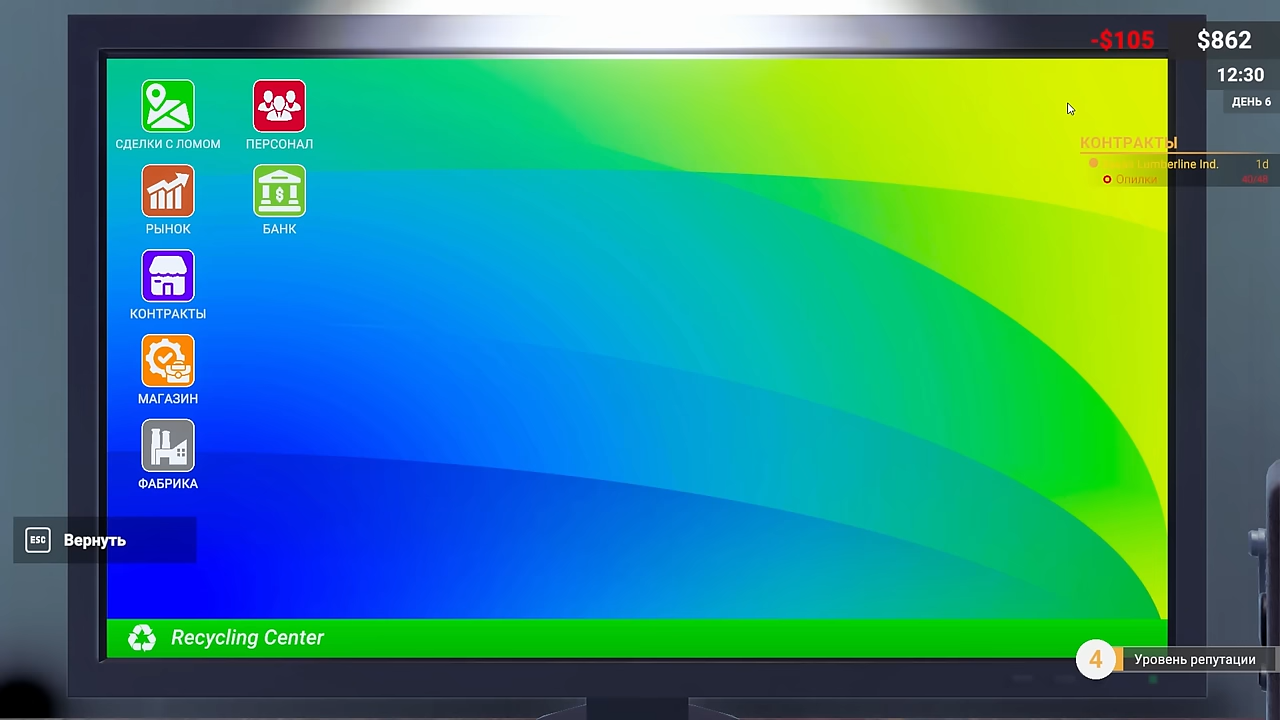 -$105 $862
12:30
ДЕНЬ 6
СДЕЛКИ С ЛОМОМ
ПЕРСОНАЛ
КОНТРАКТЫ
Lumberline Ind. 1d
Опилки 40/48
РЫНОК
БАНК
КОНТРАКТЫ
МАГАЗИН
ФАБРИКА
ESC Вернуть
Recycling Center
4 Уровень репутации